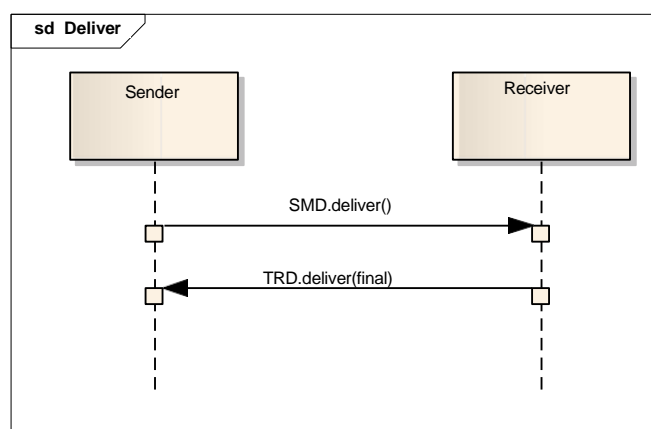 sd Deliver
Sender
Receiver
SMD.deliver()
TRD.deliver(final)